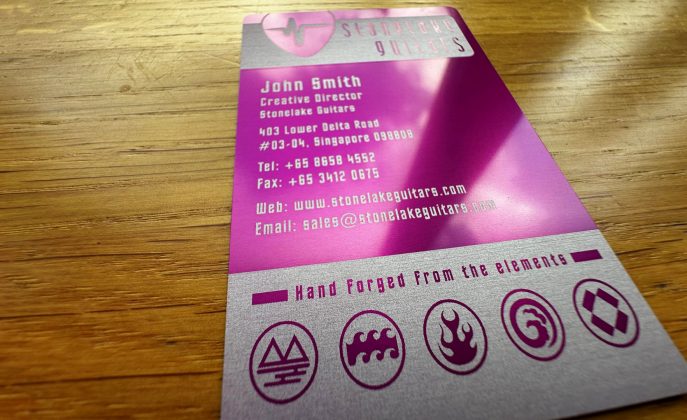 Stonelake
guitars
John Smith
Creative Director
Stonelake Guitars
403 Lower Delta Road
#03-04, Singapore 098808
Tel: +65 8658 4552
Fax: +65 3412 0675
Web: www.stonelakeguitars.com
Email: sales@stonelakeguitars.com
Hand forged from the elements